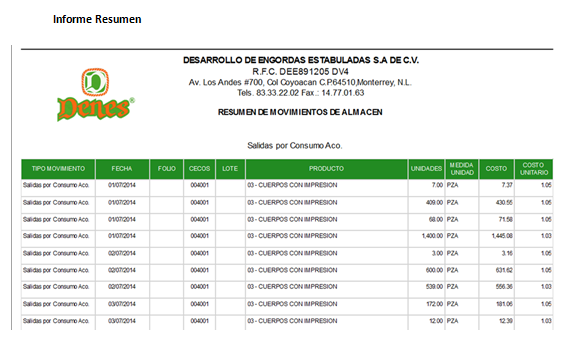 Informe Resumen
DESARROLLO DE ENGORDAS ESTABULADAS S.A DE C.V.
R.F.C. DEE891205 DV4
Av. Los Andes #700, Col Coyoacan C.P.64510,Monterrey, N.L.
Tels. 83.33.22.02 Fax.: 14.77.01.63
Denes
RESUMEN DE MOVIMIENTOS DE ALMACEN
Salidas por Consumo Aco.
TIPO MOVIMIENTO FECHA FOLIO CECOS LOTE PRODUCTO UNIDADES MEDIDA UNIDAD COSTO COSTO UNITARIO
Salidas por Consumo Aco. 01/07/2014 004001 03 - CUERPOS CON IMPRESION 7.00 PZA 7.37 1.05
Salidas por Consumo Aco. 01/07/2014 004001 03 - CUERPOS CON IMPRESION 409.00 PZA 430.55 1.05
Salidas por Consumo Aco. 01/07/2014 004001 03 - CUERPOS CON IMPRESION 68.00 PZA 71.58 1.05
Salidas por Consumo Aco. 01/07/2014 004001 03 - CUERPOS CON IMPRESION 1,400.00 PZA 1,445.08 1.03
Salidas por Consumo Aco. 02/07/2014 004001 03 - CUERPOS CON IMPRESION 3.00 PZA 3.16 1.05
Salidas por Consumo Aco. 02/07/2014 004001 03 - CUERPOS CON IMPRESION 600.00 PZA 631.62 1.05
Salidas por Consumo Aco. 02/07/2014 004001 03 - CUERPOS CON IMPRESION 539.00 PZA 556.36 1.03
Salidas por Consumo Aco. 03/07/2014 004001 03 - CUERPOS CON IMPRESION 172.00 PZA 181.06 1.05
Salidas por Consumo Aco. 03/07/2014 004001 03 - CUERPOS CON IMPRESION 12.00 PZA 12.39 1.03